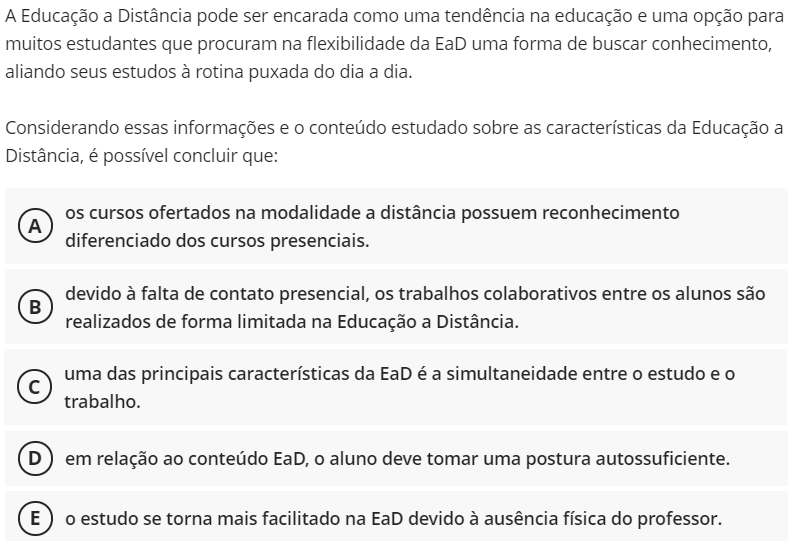 A Educação a Distância pode ser encarada como uma tendência na educação e uma opção para
muitos estudantes que procuram na flexibilidade da EaD uma forma de buscar conhecimento,
aliando seus estudos à rotina puxada do dia a dia.
Considerando essas informações e o conteúdo estudado sobre as características da Educação a
Distância, é possível concluir que:
A os cursos ofertados na modalidade a distância possuem reconhecimento
diferenciado dos cursos presenciais.
B devido à falta de contato presencial, os trabalhos colaborativos entre os alunos são
realizados de forma limitada na Educação a Distância.
C uma das principais características da EaD é a simultaneidade entre o estudo e o
trabalho.
D em relação ao conteúdo EaD, o aluno deve tomar uma postura autossuficiente.
E o estudo se torna mais facilitado na EaD devido à ausência física do professor.